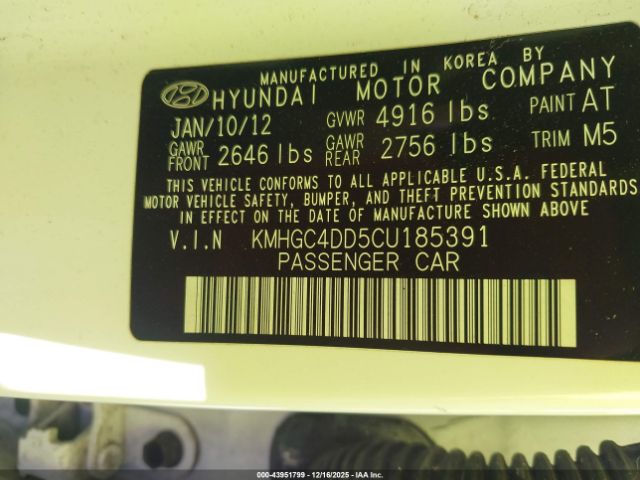 MANUFACTURED IN KOREA BY
HYUNDAI MOTOR COMPANY
JAN/10/12 GVWR 4916 lbs PAINT AT
GAWR FRONT 2646 lbs GAWR REAR 2756 lbs TRIM M5
THIS VEHICLE CONFORMS TO ALL APPLICABLE U.S.A. FEDERAL
MOTOR VEHICLE SAFETY, BUMPER, AND THEFT PREVENTION STANDARDS
IN EFFECT ON THE DATE OF MANUFACTURE SHOWN ABOVE
V.I.N KMHGC4DD5CU185391
PASSENGER CAR
000-43951799 - 12/16/2025 - IAA Inc.